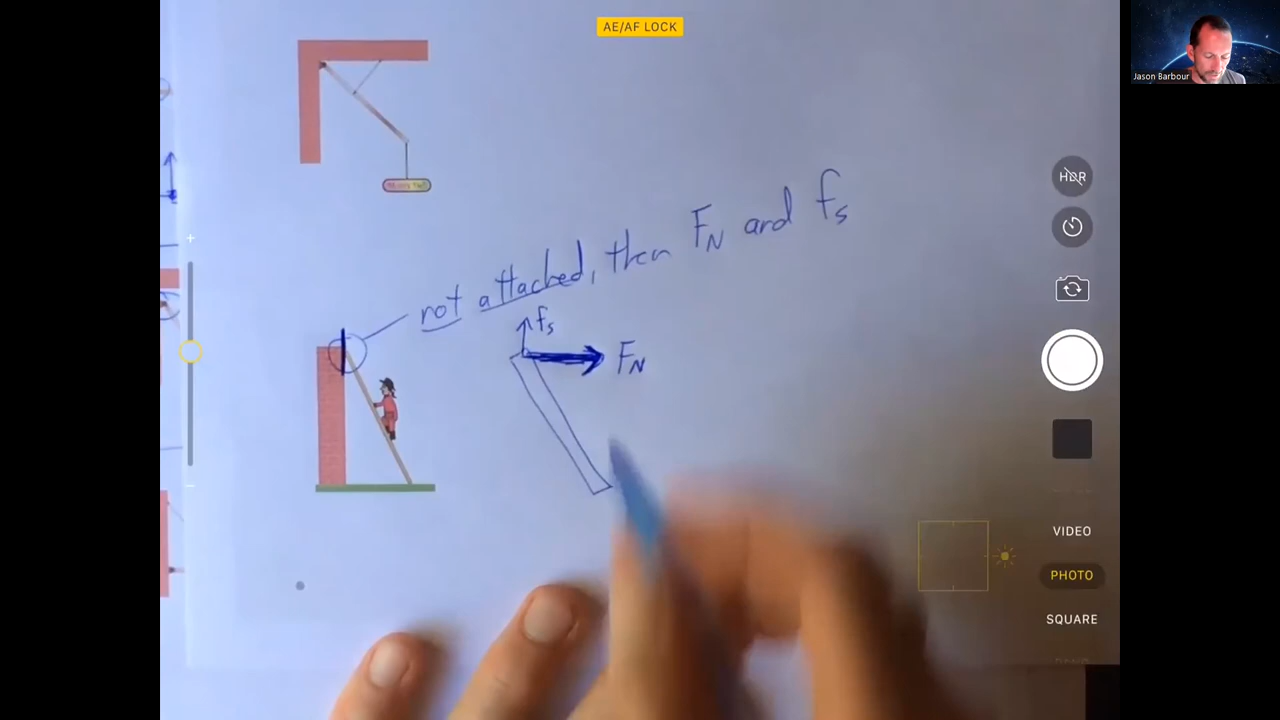 AE/AF LOCK
Jason Barbour
HDR
not attached, then FN and fs
fs
FN
VIDEO
PHOTO
SQUARE